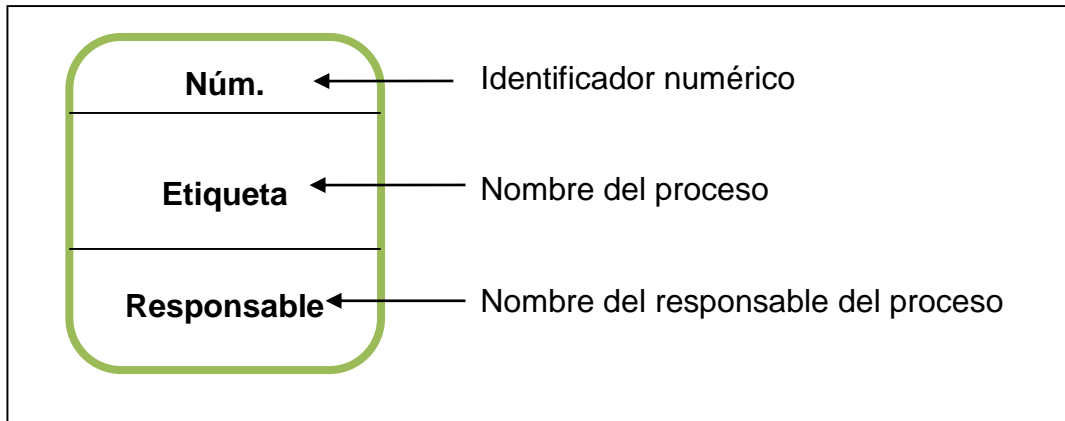 Núm.
Identificador numérico
Etiqueta
Nombre del proceso
Responsable
Nombre del responsable del proceso